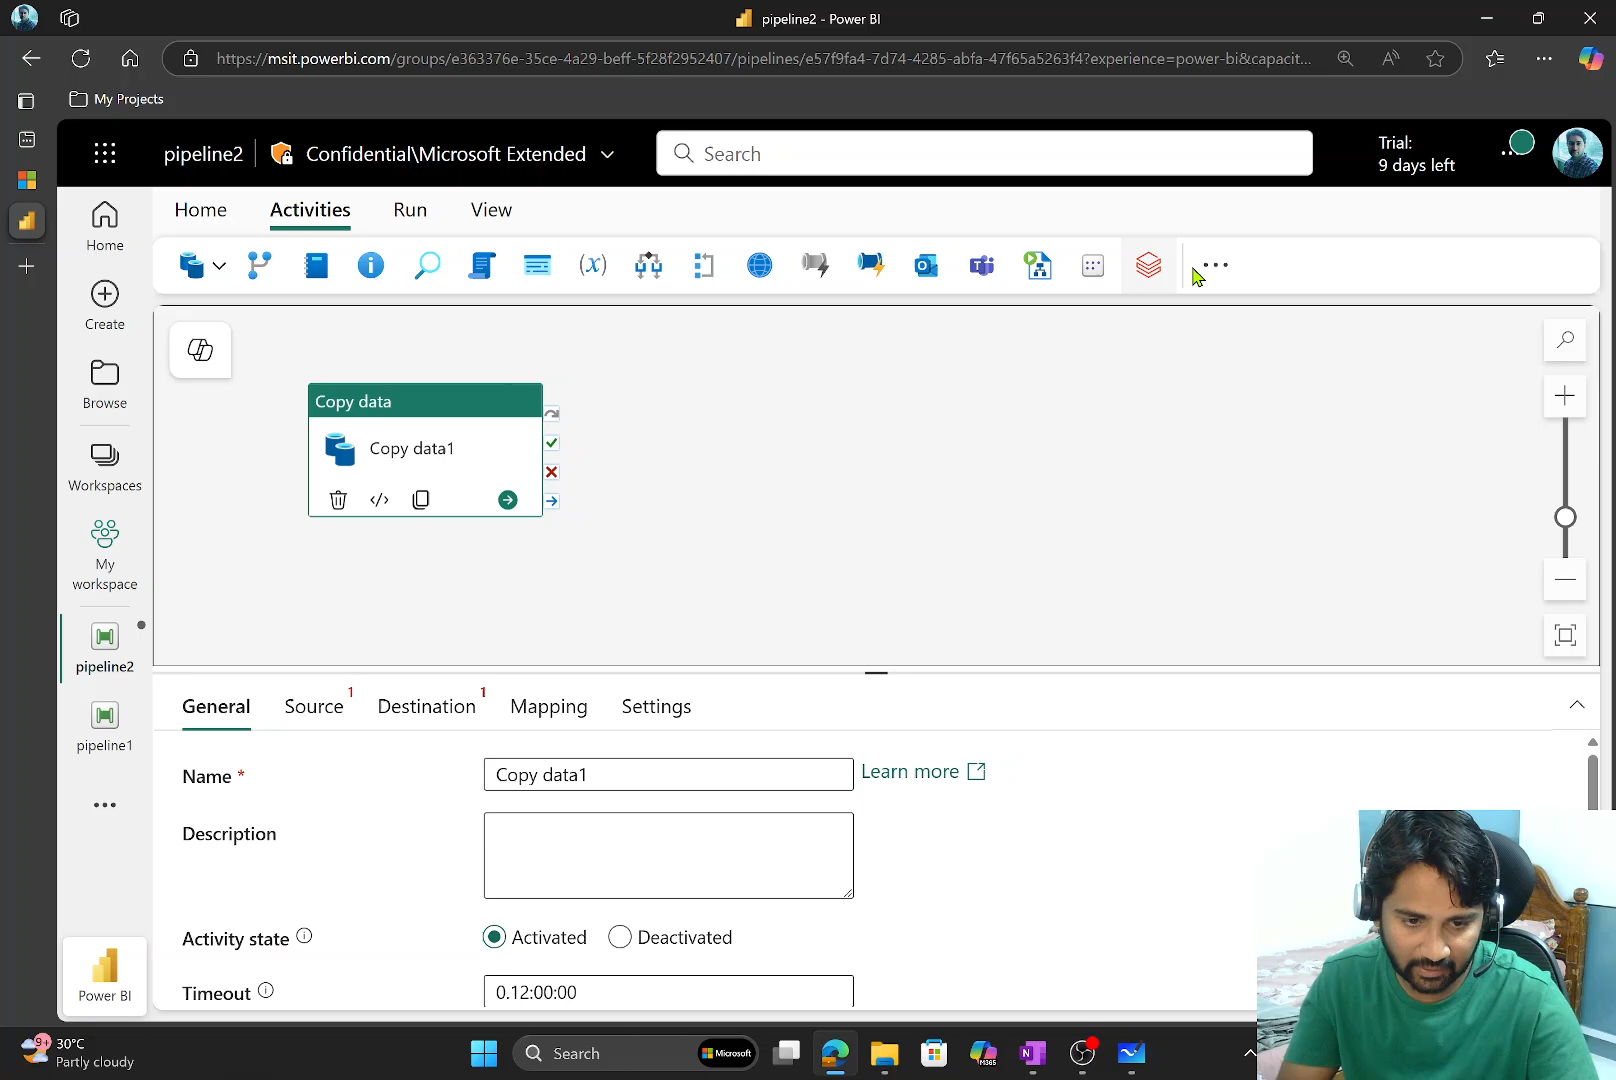 pipeline2 - Power BI
https://msit.powerbi.com/groups/e363376e-35ce-4a29-beff-5f28f2952407/pipelines/e57f9fa4-7d74-4285-abfa-47f65a5263f4?experience=power-bi&capacit...
My Projects
pipeline2
Confidential\Microsoft Extended
Search
Trial:
9 days left
Home
Activities
Run
View
Home
Create
Browse
Workspaces
My
workspace
pipeline2
pipeline1
Power BI
(x)
Copy data
Copy data1
General
Source 1
Destination 1
Mapping
Settings
Name *
Copy data1
Learn more
Description
Activity state
Activated
Deactivated
Timeout
0.12:00:00
9+
30°C
Partly cloudy
Search
Microsoft
M365